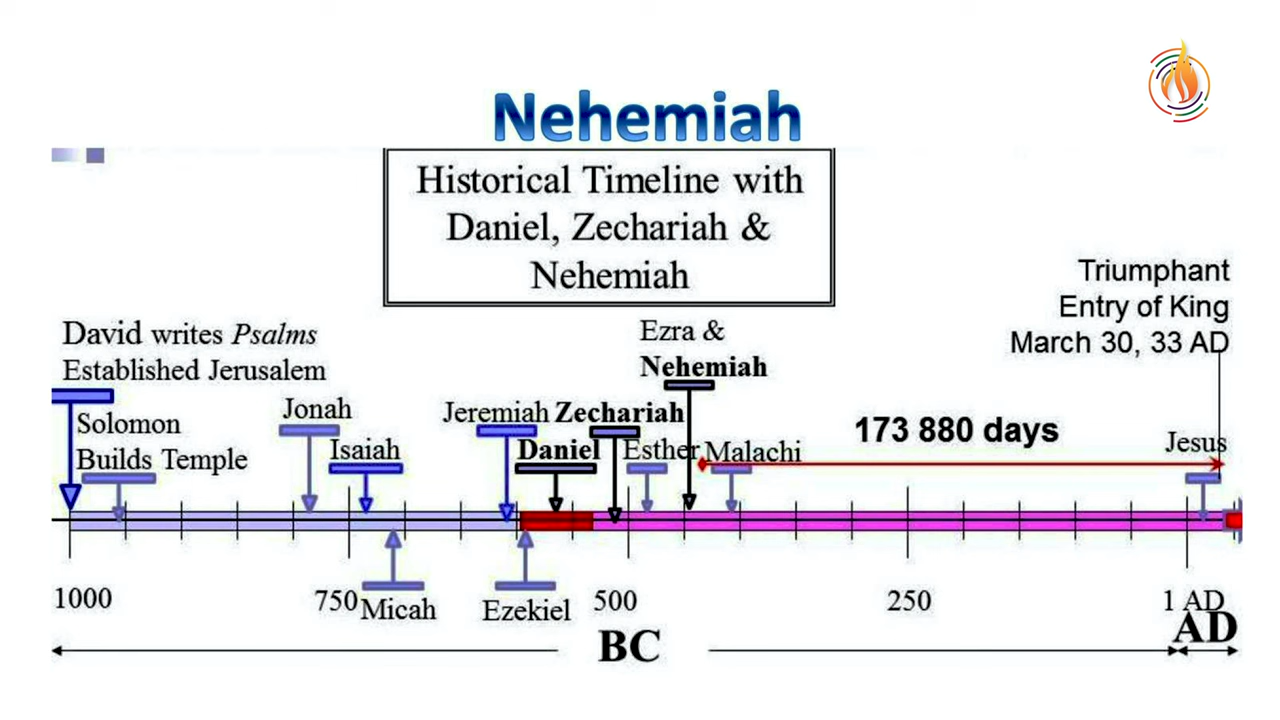 Nehemiah
Historical Timeline with
Daniel, Zechariah &
Nehemiah
Triumphant
Entry of King
March 30, 33 AD
David writes Psalms
Established Jerusalem
Solomon
Builds Temple
Jonah
Isaiah
Jeremiah
Zechariah
Daniel
Ezra &
Nehemiah
Esther
Malachi
173 880 days
Jesus
1000
750
Micah
Ezekiel
500
250
1 AD
BC
AD